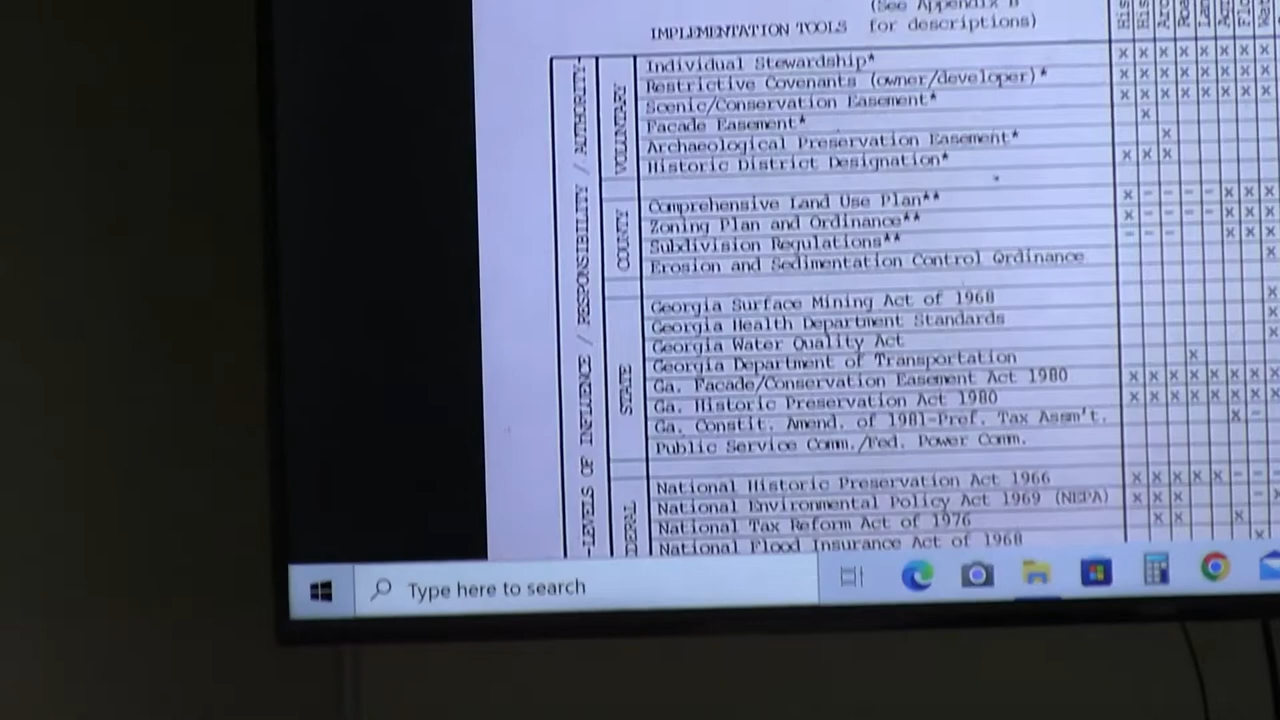 (See Appendix B
IMPLEMENTATION TOOLS for descriptions)
-LEVELS OF INFLUENCE / RESPONSIBILITY / AUTHORITY-
VOLUNTARY
Individual Stewardship*
Restrictive Covenants (owner/developer)*
Scenic/Conservation Easement*
Facade Easement*
Archaeological Preservation Easement*
Historic District Designation*
COUNTY
Comprehensive Land Use Plan**
Zoning Plan and Ordinance**
Subdivision Regulations**
Erosion and Sedimentation Control Ordinance
STATE
Georgia Surface Mining Act of 1968
Georgia Health Department Standards
Georgia Water Quality Act
Georgia Department of Transportation
Ga. Facade/Conservation Easement Act 1980
Ga. Historic Preservation Act 1980
Ga. Constit. Amend. of 1981-Pref. Tax Assm't.
Public Service Comm./Fed. Power Comm.
DERAL
National Historic Preservation Act 1966
National Environmental Policy Act 1969 (NEPA)
National Tax Reform Act of 1976
National Flood Insurance Act of 1968
Type here to search